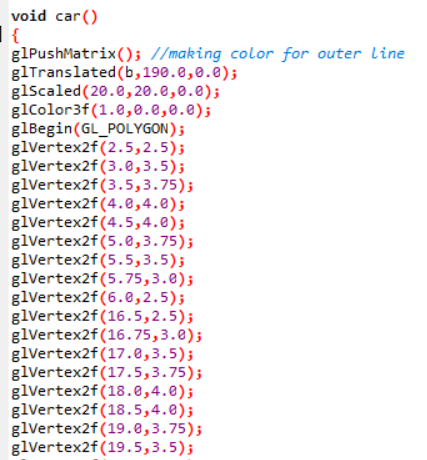 void car()
{
glPushMatrix(); //making color for outer line
glTranslated(b,190.0,0.0);
glScaled(20.0,20.0,0.0);
glColor3f(1.0,0.0,0.0);
glBegin(GL_POLYGON);
glVertex2f(2.5,2.5);
glVertex2f(3.0,3.5);
glVertex2f(3.5,3.75);
glVertex2f(4.0,4.0);
glVertex2f(4.5,4.0);
glVertex2f(5.0,3.75);
glVertex2f(5.5,3.5);
glVertex2f(5.75,3.0);
glVertex2f(6.0,2.5);
glVertex2f(16.5,2.5);
glVertex2f(16.75,3.0);
glVertex2f(17.0,3.5);
glVertex2f(17.5,3.75);
glVertex2f(18.0,4.0);
glVertex2f(18.5,4.0);
glVertex2f(19.0,3.75);
glVertex2f(19.5,3.5);